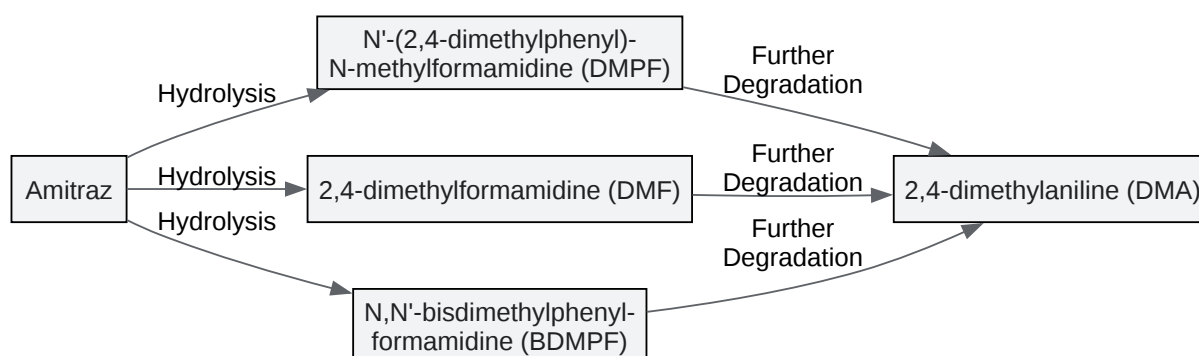 N'-(2,4-dimethylphenyl)-
N-methylformamidine (DMPF)
Further
Degradation
Hydrolysis
Amitraz
Hydrolysis
2,4-dimethylformamidine (DMF)
Further
Degradation
2,4-dimethylaniline (DMA)
Hydrolysis
Further
Degradation
N,N'-bisdimethylphenyl-
formamidine (BDMPF)